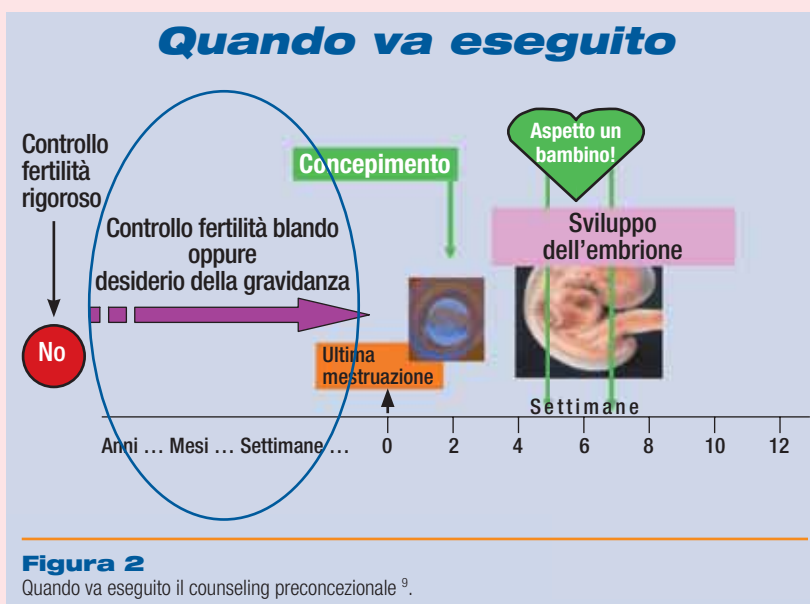 Quando va eseguito
Controllo
fertilità
rigoroso
No
Controllo fertilità blando
oppure
desiderio della gravidanza
Concepimento
Aspetto un
bambino!
Sviluppo
dell'embrione
Ultima
mestruazione
Settimane
Anni … Mesi … Settimane … 0 2 4 6 8 10 12
Figura 2
Quando va eseguito il counseling preconcezionale 9.